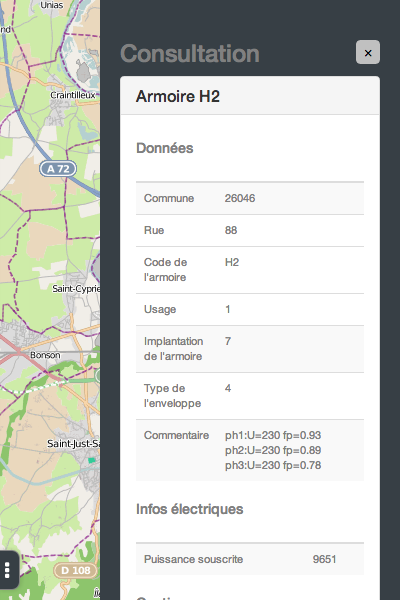 Unias
Craintilleux
A 72
Saint-Cyprie
Bonson
Saint-Just-Sa
D 108
Consultation
×
Armoire H2
Données
Commune 26046
Rue 88
Code de l'armoire H2
Usage 1
Implantation de l'armoire 7
Type de l'enveloppe 4
Commentaire ph1:U=230 fp=0.93
ph2:U=230 fp=0.89
ph3:U=230 fp=0.78
Infos électriques
Puissance souscrite 9651